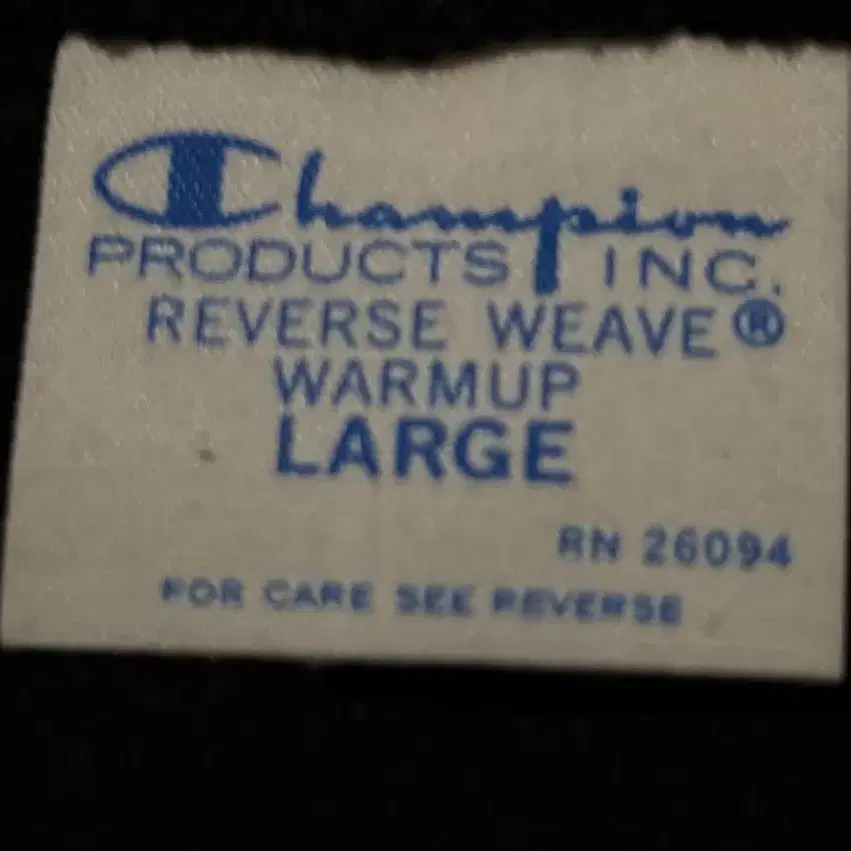 Champion
PRODUCTS INC.
REVERSE WEAVE®
WARMUP
LARGE
RN 26094
FOR CARE SEE REVERSE